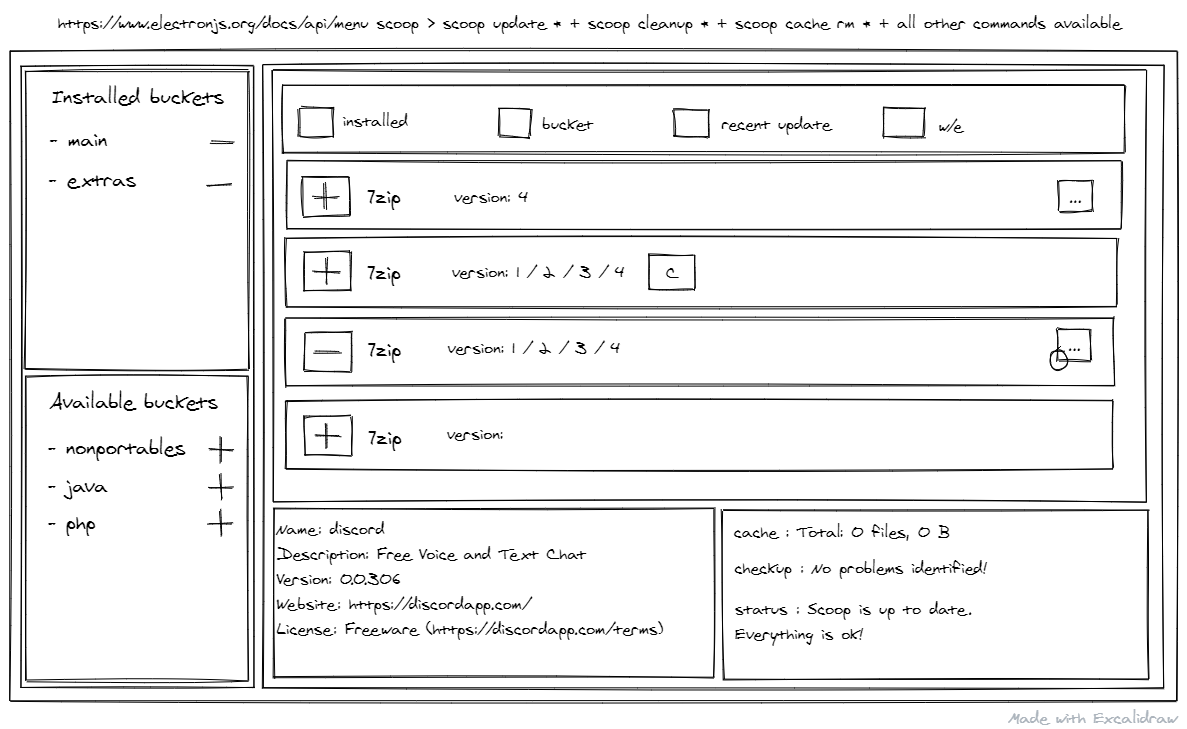 https://www.electronjs.org/docs/api/menu scoop > scoop update * + scoop cleanup * + scoop cache rm * + all other commands available
Installed buckets
- main —
- extras —
Available buckets
- nonportables +
- java +
- php +
installed bucket recent update w/e
+ 7zip version: 4 ...
+ 7zip version: 1 / 2 / 3 / 4 C
— 7zip version: 1 / 2 / 3 / 4 ...
+ 7zip version:
Name: discord
Description: Free Voice and Text Chat
Version: 0.0.306
Website: https://discordapp.com/
License: Freeware (https://discordapp.com/terms)
cache : Total: 0 files, 0 B
checkup : No problems identified!
status : Scoop is up to date.
Everything is ok!
Made with Excalidraw